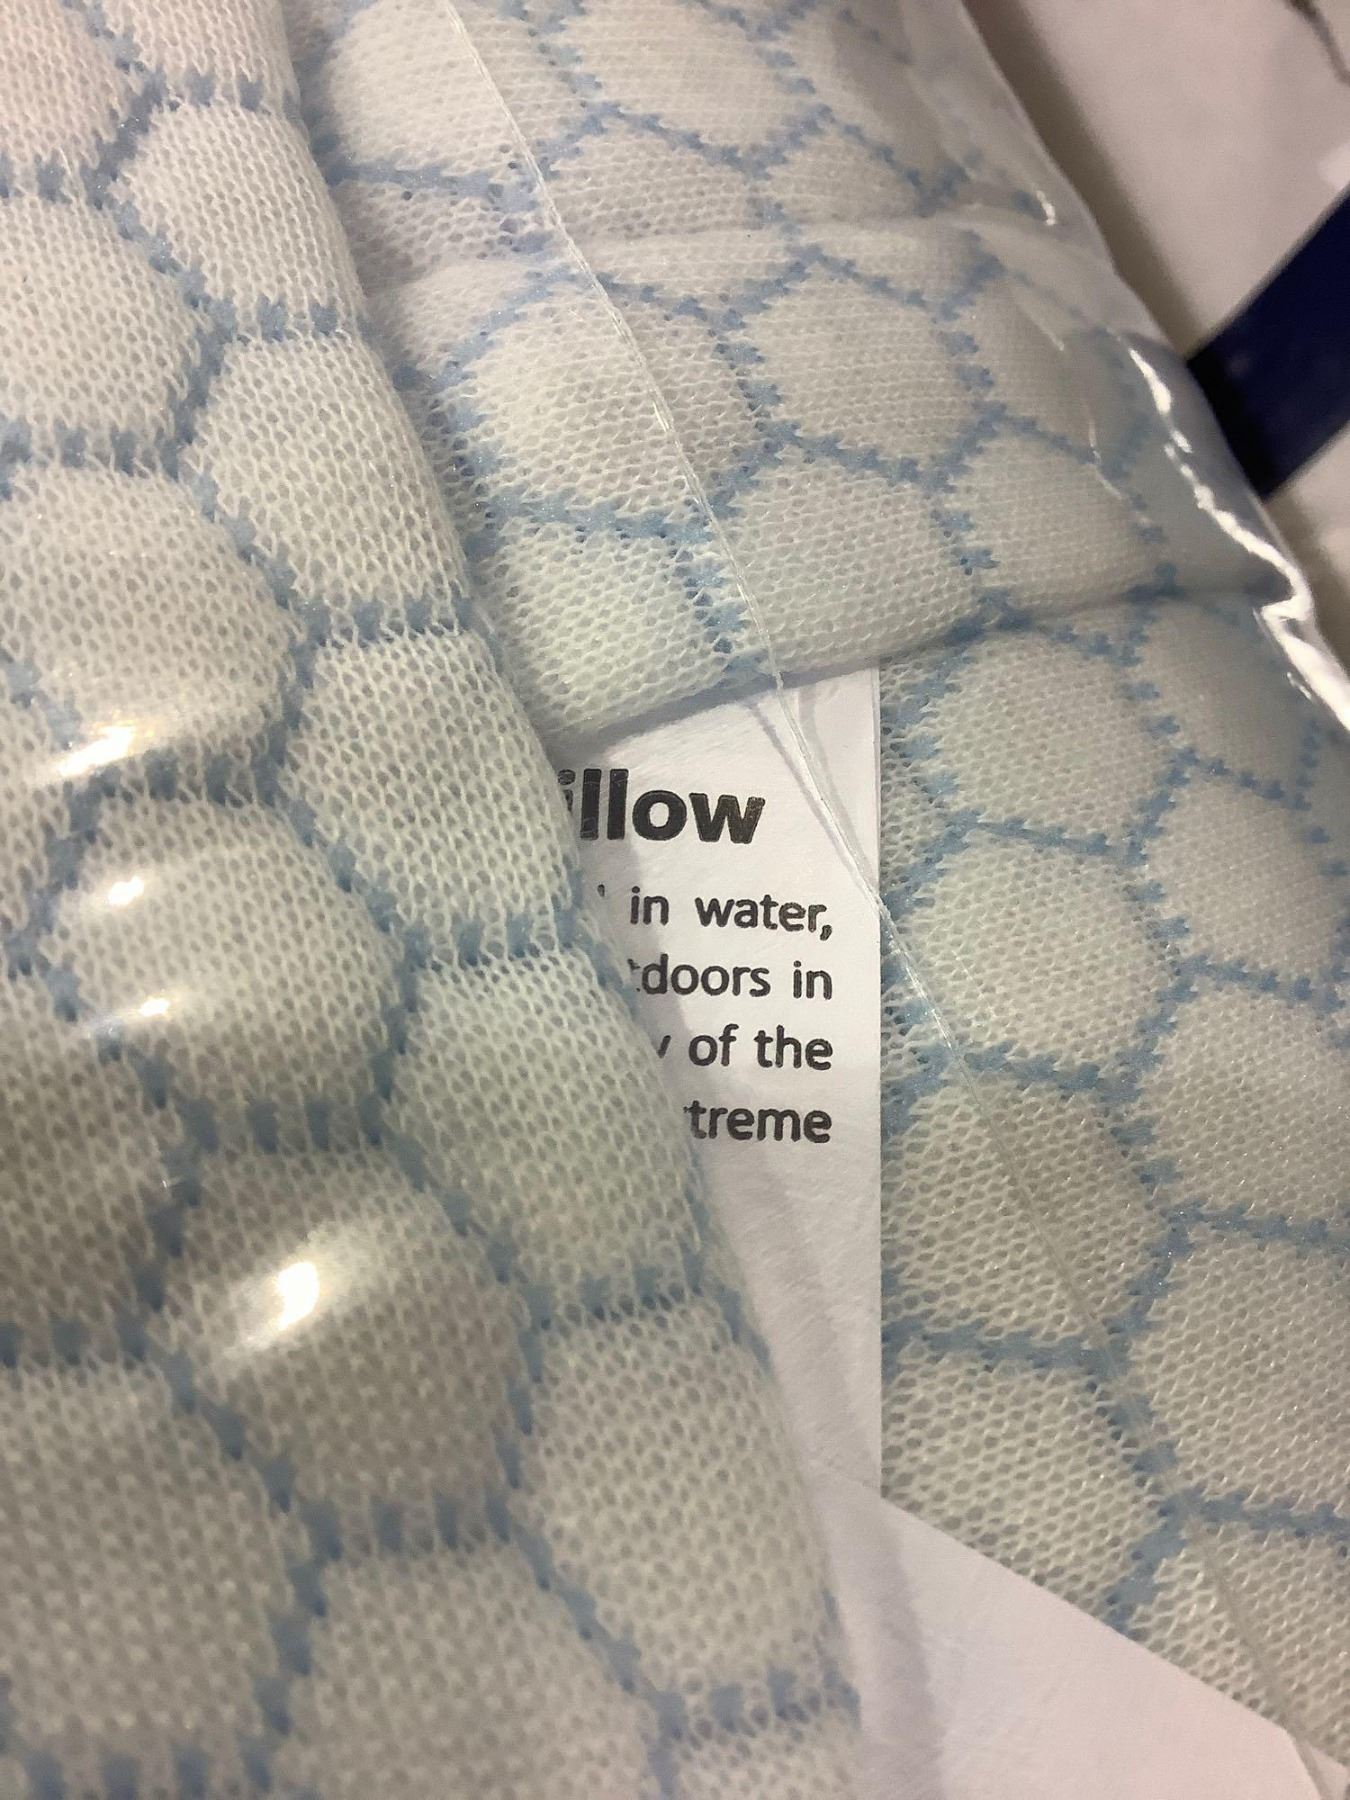 illow
in water,
tdoors in
y of the
treme